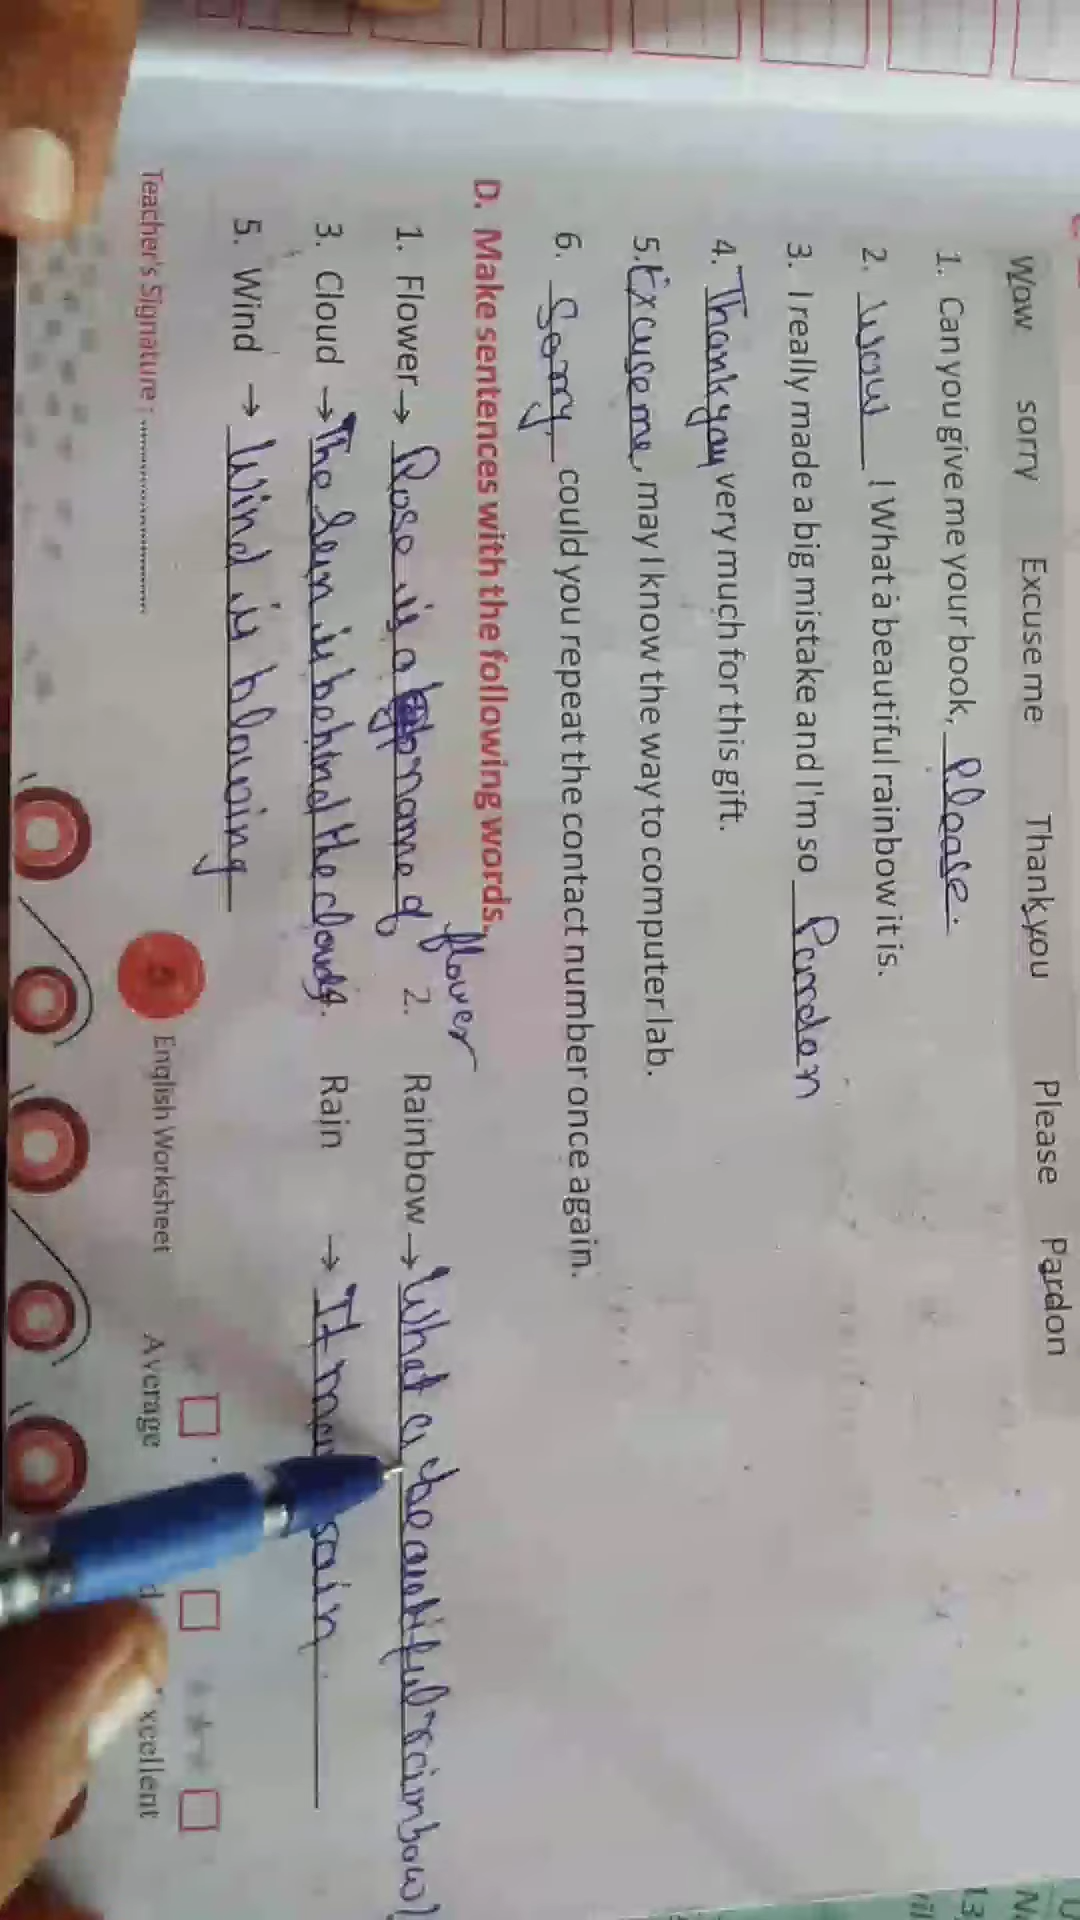 Wow sorry Excuse me Thank you Please Pardon
1. Can you give me your book, Please.
2. Wow ! What a beautiful rainbow it is.
3. I really made a big mistake and I'm so Pardon
4. Thank you very much for this gift.
5. Excuse me, may I know the way to computer lab.
6. Sorry, could you repeat the contact number once again.
D. Make sentences with the following words.
1. Flower → Rose is a name of flower
2. Rainbow → What a beautiful rainbow!
3. Cloud → The Sun is behind the clouds
4. Rain → It rain
5. Wind → Wind is blowing
Teacher's Signature :
5 English Worksheet Average